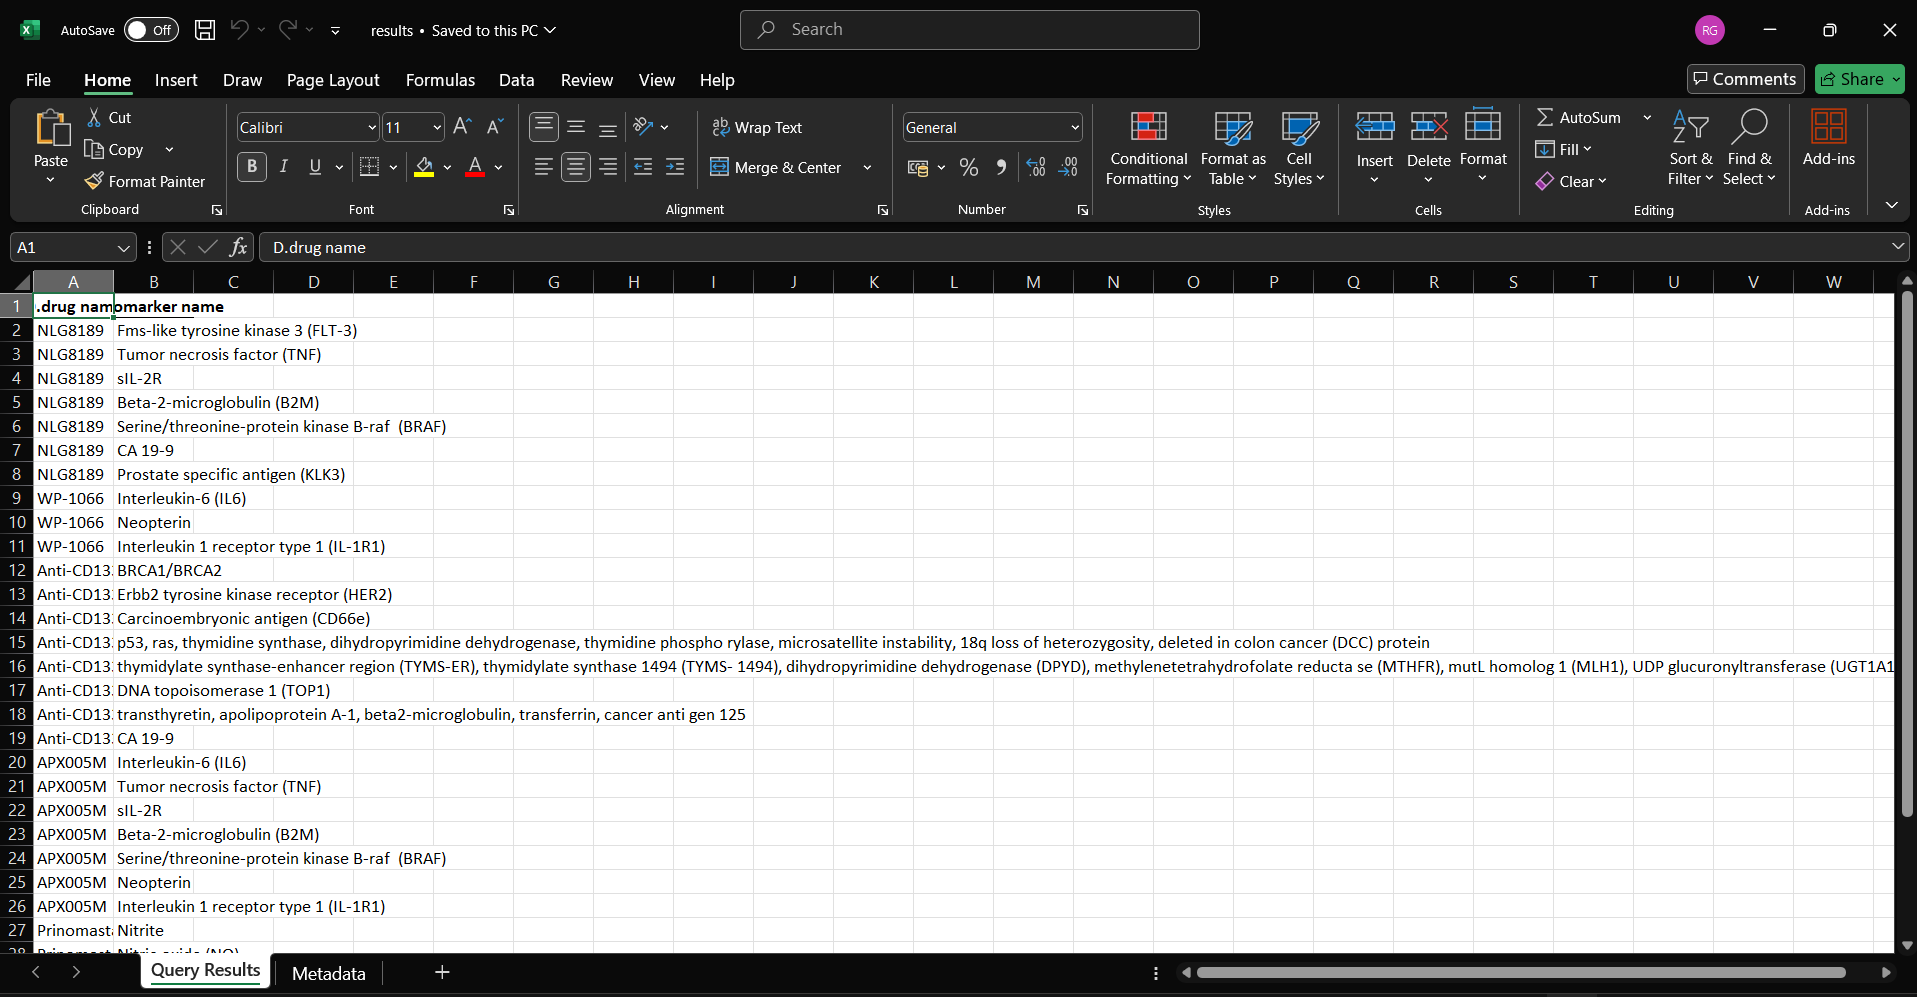 AutoSave Off results • Saved to this PC Search RG
File Home Insert Draw Page Layout Formulas Data Review View Help Comments Share
Paste Cut Copy Format Painter Clipboard
Calibri 11 B I U A Font
Wrap Text Merge & Center Alignment
General % Number
Conditional Formatting Format as Table Cell Styles Styles
Insert Delete Format Cells
AutoSum Fill Clear Sort & Filter Find & Select Editing
Add-ins Add-ins
A1 fx D.drug name
A B C D E F G H I J K L M N O P Q R S T U V W
1 .drug nam omarker name
2 NLG8189 Fms-like tyrosine kinase 3 (FLT-3)
3 NLG8189 Tumor necrosis factor (TNF)
4 NLG8189 sIL-2R
5 NLG8189 Beta-2-microglobulin (B2M)
6 NLG8189 Serine/threonine-protein kinase B-raf  (BRAF)
7 NLG8189 CA 19-9
8 NLG8189 Prostate specific antigen (KLK3)
9 WP-1066 Interleukin-6 (IL6)
10 WP-1066 Neopterin
11 WP-1066 Interleukin 1 receptor type 1 (IL-1R1)
12 Anti-CD13 BRCA1/BRCA2
13 Anti-CD13 Erbb2 tyrosine kinase receptor (HER2)
14 Anti-CD13 Carcinoembryonic antigen (CD66e)
15 Anti-CD13 p53, ras, thymidine synthase, dihydropyrimidine dehydrogenase, thymidine phospho rylase, microsatellite instability, 18q loss of heterozygosity, deleted in colon cancer (DCC) protein
16 Anti-CD13 thymidylate synthase-enhancer region (TYMS-ER), thymidylate synthase 1494 (TYMS- 1494), dihydropyrimidine dehydrogenase (DPYD), methylenetetrahydrofolate reducta se (MTHFR), mutL homolog 1 (MLH1), UDP glucuronyltransferase (UGT1A1
17 Anti-CD13 DNA topoisomerase 1 (TOP1)
18 Anti-CD13 transthyretin, apolipoprotein A-1, beta2-microglobulin, transferrin, cancer anti gen 125
19 Anti-CD13 CA 19-9
20 APX005M Interleukin-6 (IL6)
21 APX005M Tumor necrosis factor (TNF)
22 APX005M sIL-2R
23 APX005M Beta-2-microglobulin (B2M)
24 APX005M Serine/threonine-protein kinase B-raf  (BRAF)
25 APX005M Neopterin
26 APX005M Interleukin 1 receptor type 1 (IL-1R1)
27 Prinomast Nitrite
Query Results Metadata